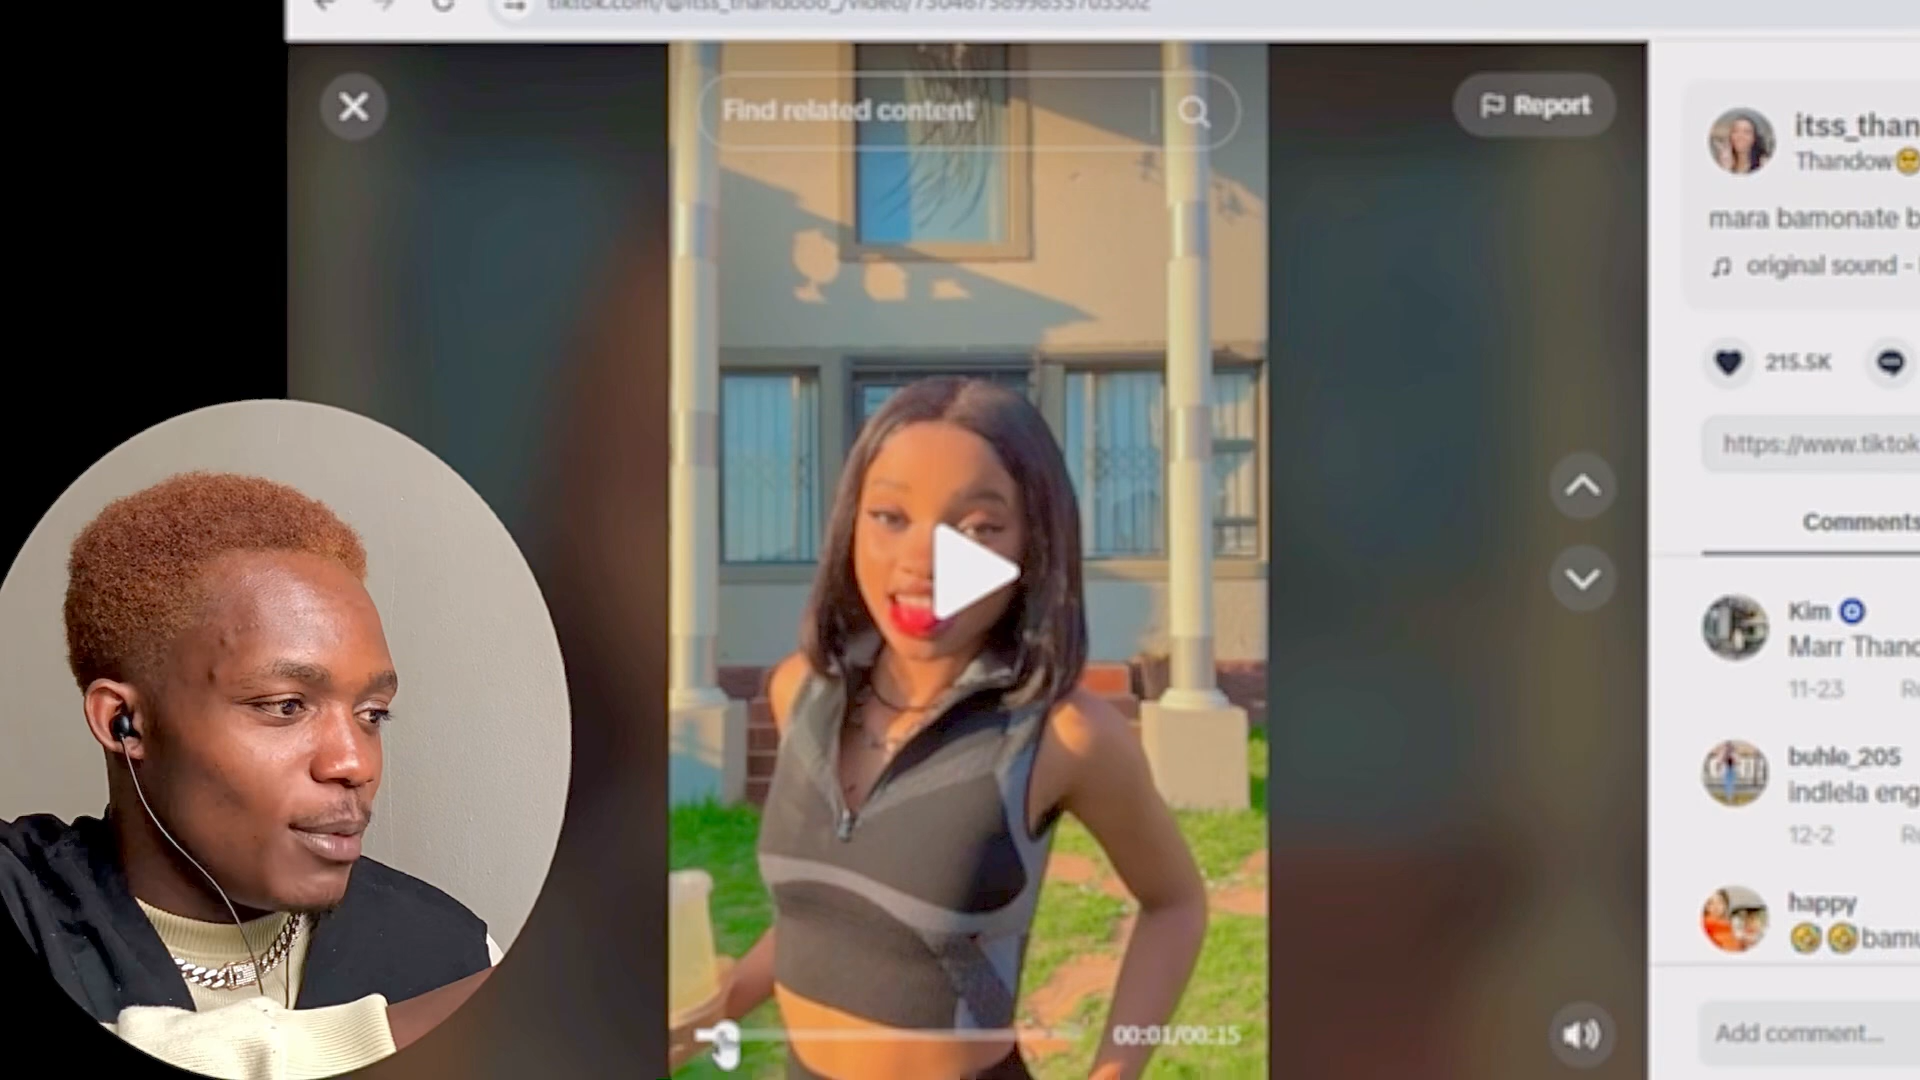 Find related content
Report
itss_than
Thandow
mara bamonate b
original sound -
215.5K
https://www.tiktok
Comments
Kim
Marr Thand
11-23
buhle_205
indlela eng
12-2
happy
bamu
00:01/00:15
Add comment...